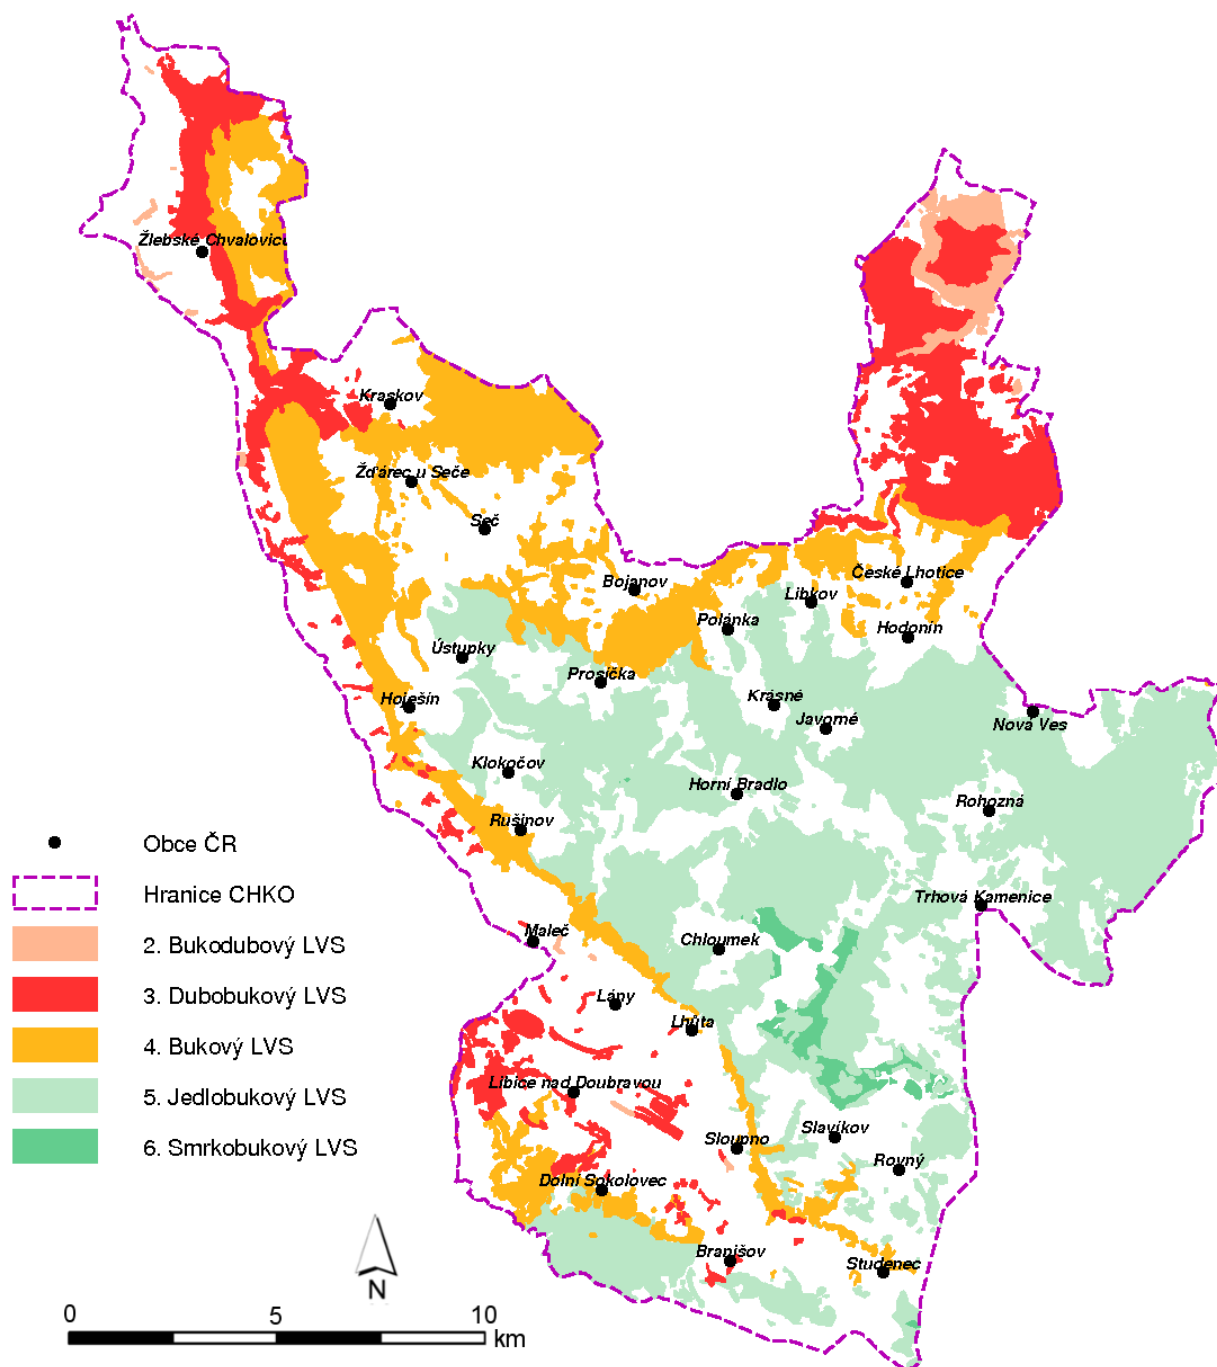 Žlebské Chvalovicu
Kraskov
Žďárec u Seče
Seč
Bojanov
České Lhotice
Libkov
Polánka
Hodonín
Ústupky
Prosíčka
Hoješín
Krásné
Javorné
Nová Ves
Klokočov
Horní Bradlo
Rohozná
Rušinov
Trhová Kamenice
Maleč
Chloumek
Lány
Lhůta
Libice nad Doubravou
Slavíkov
Sloupno
Rovný
Dolní Sokolovec
Branišov
Studenec
Obce ČR
Hranice CHKO
2. Bukodubový LVS
3. Dubobukový LVS
4. Bukový LVS
5. Jedlobukový LVS
6. Smrkobukový LVS
N
0 5 10
km